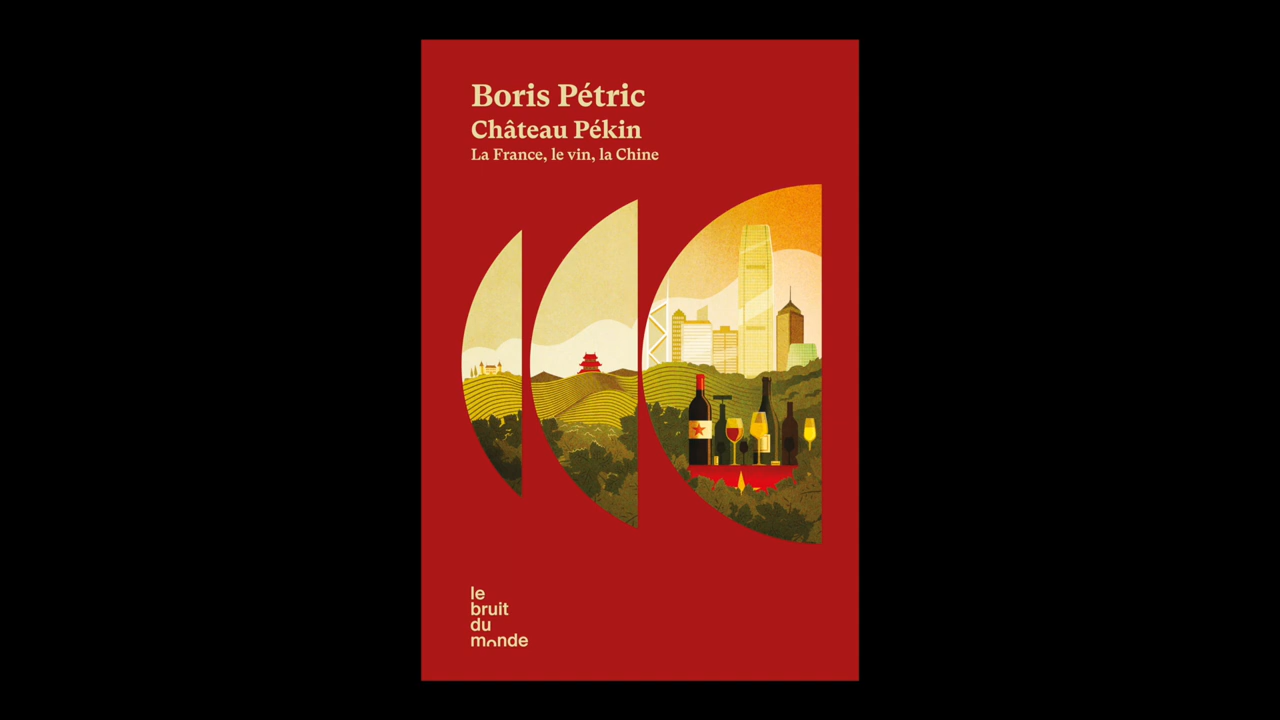 Boris Pétric
Château Pékin
La France, le vin, la Chine
le
bruit
du
monde